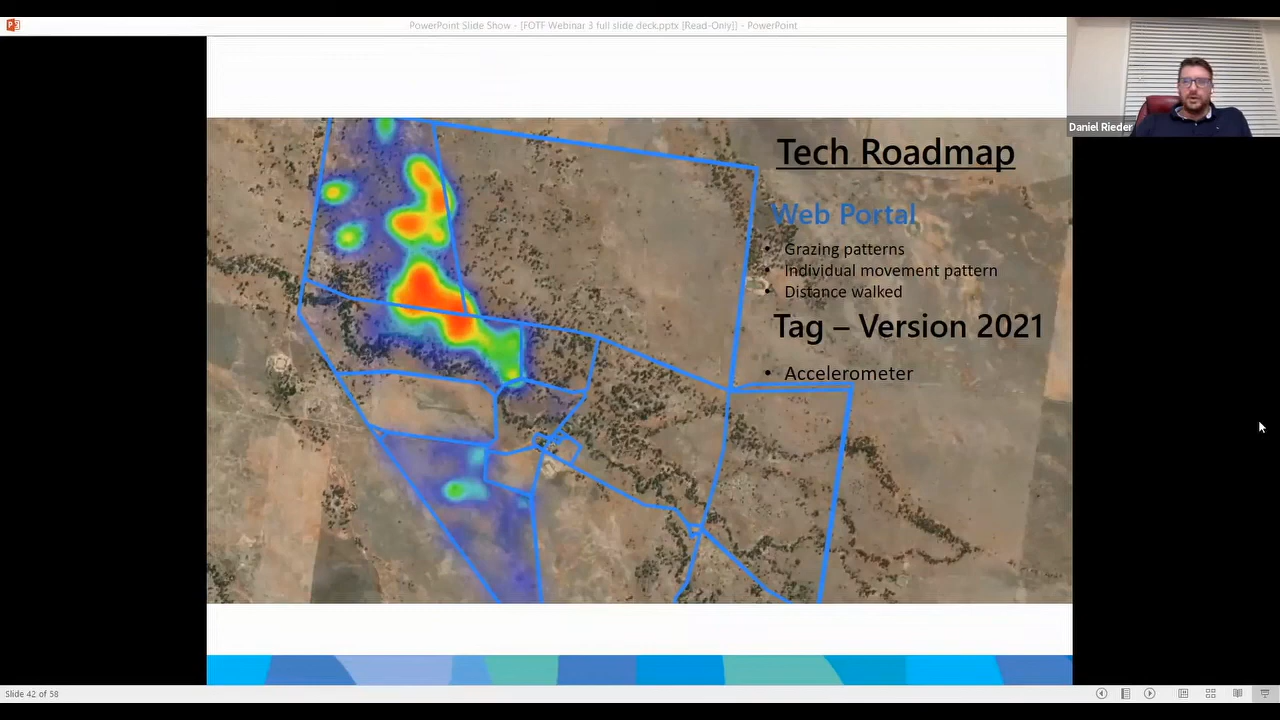 PowerPoint Slide Show - [FOTF Webinar 3 full slide deck.pptx [Read-Only]] - PowerPoint
Daniel Rieder
Tech Roadmap
Web Portal
• Grazing patterns
• Individual movement pattern
• Distance walked
Tag – Version 2021
• Accelerometer
Slide 42 of 58